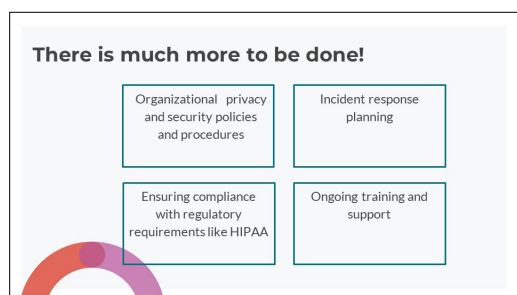 There is much more to be done!
Organizational privacy
and security policies
and procedures
Incident response
planning
Ensuring compliance
with regulatory
requirements like HIPAA
Ongoing training and
support